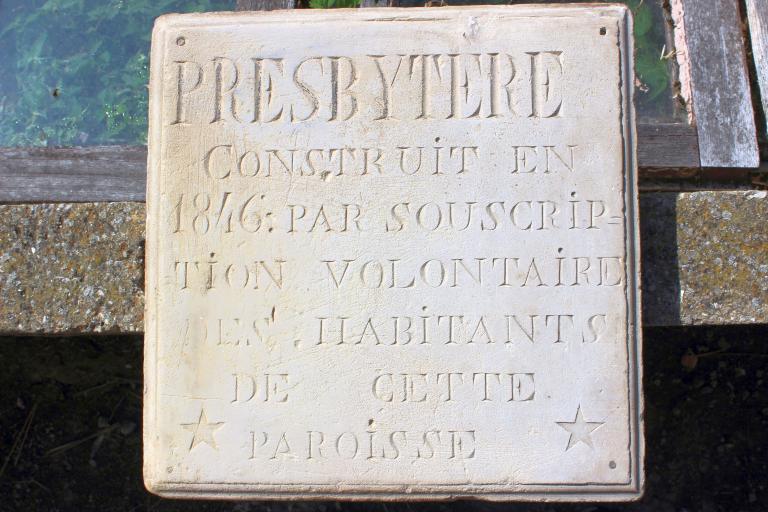 PRESBYTERE
CONSTRUIT EN
1846: PAR SOUSCRIP=
TION VOLONTAIRE
DES HABITANTS
DE CETTE
PAROISSE